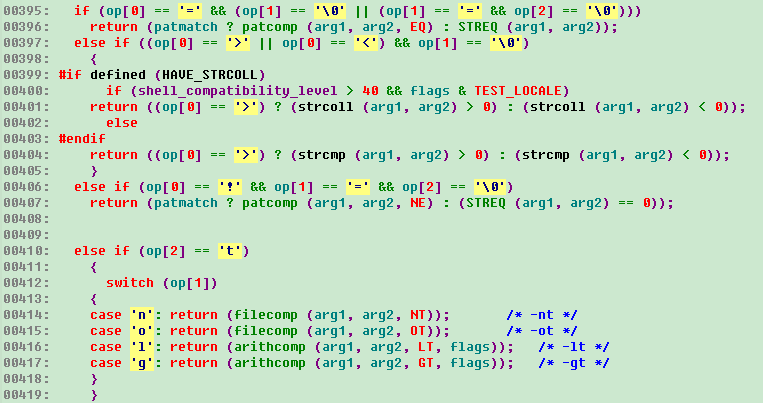 00395:   if (op[0] == '=' && (op[1] == '\0' || (op[1] == '=' && op[2] == '\0')))
00396:     return (patmatch ? patcomp (arg1, arg2, EQ) : STREQ (arg1, arg2));
00397:   else if ((op[0] == '>' || op[0] == '<') && op[1] == '\0')
00398:     {
00399: #if defined (HAVE_STRCOLL)
00400:       if (shell_compatibility_level > 40 && flags & TEST_LOCALE)
00401:     return ((op[0] == '>') ? (strcoll (arg1, arg2) > 0) : (strcoll (arg1, arg2) < 0));
00402:       else
00403: #endif
00404:     return ((op[0] == '>') ? (strcmp (arg1, arg2) > 0) : (strcmp (arg1, arg2) < 0));
00405:     }
00406:   else if (op[0] == '!' && op[1] == '=' && op[2] == '\0')
00407:     return (patmatch ? patcomp (arg1, arg2, NE) : (STREQ (arg1, arg2) == 0));
00408:
00409:
00410:   else if (op[2] == 't')
00411:     {
00412:       switch (op[1])
00413:     {
00414:     case 'n': return (filecomp (arg1, arg2, NT));       /* -nt */
00415:     case 'o': return (filecomp (arg1, arg2, OT));       /* -ot */
00416:     case 'l': return (arithcomp (arg1, arg2, LT, flags));   /* -lt */
00417:     case 'g': return (arithcomp (arg1, arg2, GT, flags));   /* -gt */
00418:     }
00419:     }